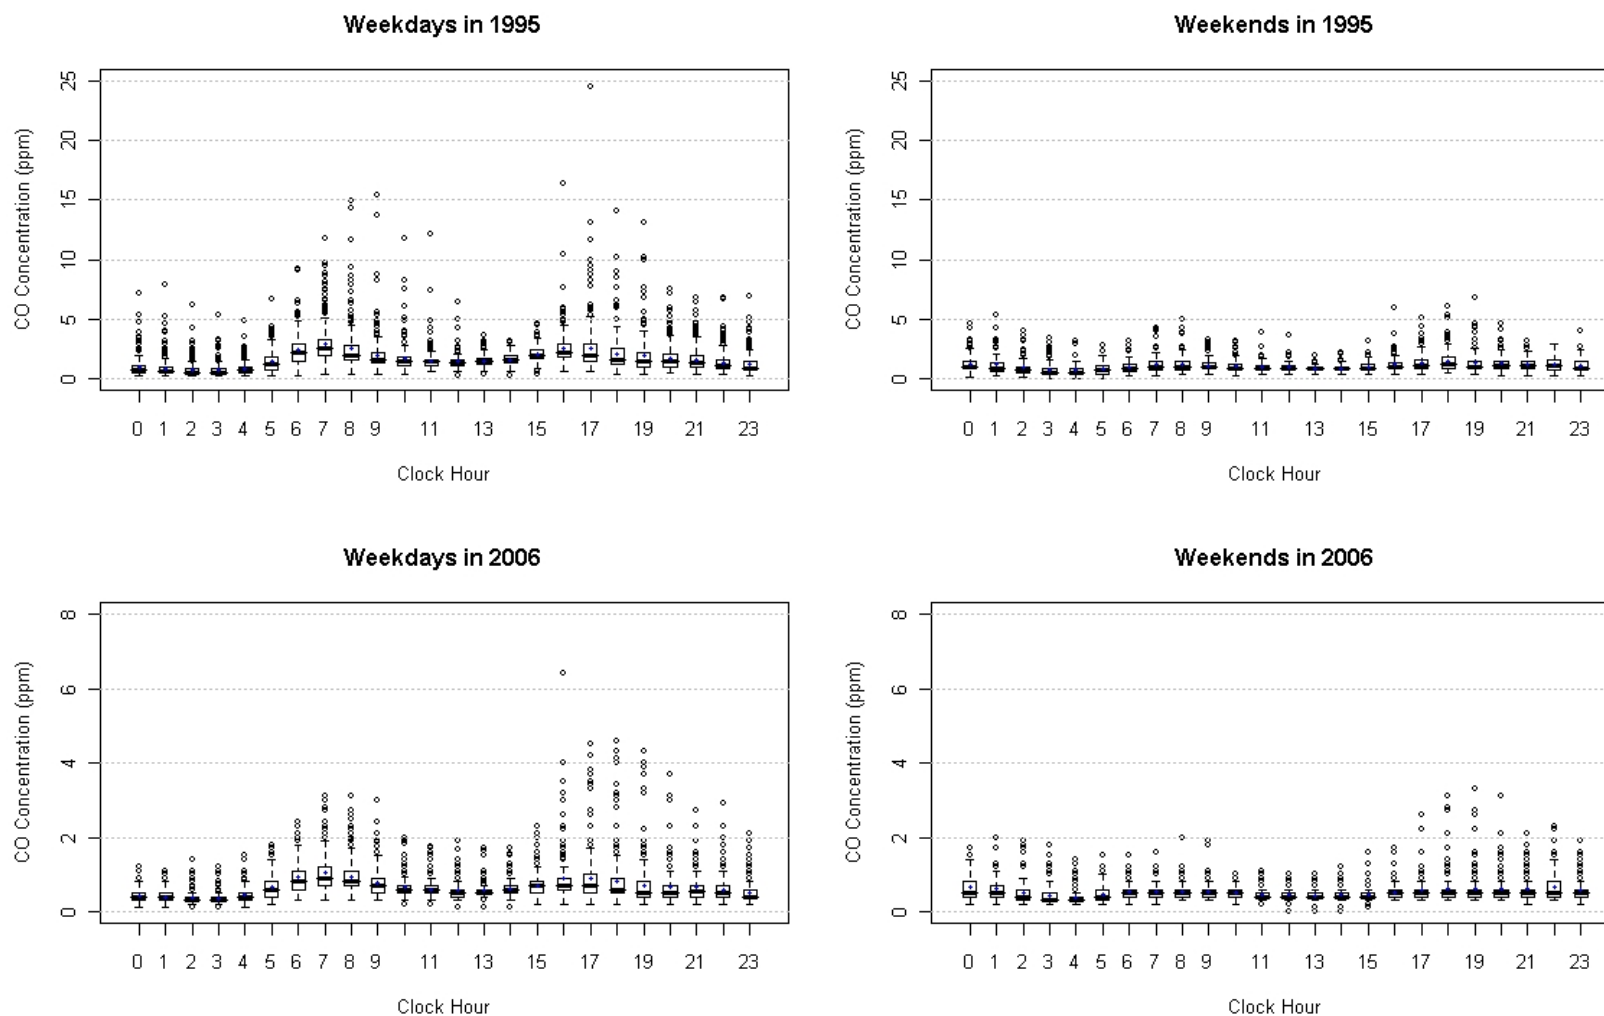 Weekdays in 1995
CO Concentration (ppm)
25
20
15
10
5
0
0 1 2 3 4 5 6 7 8 9 11 13 15 17 19 21 23
Clock Hour
Weekends in 1995
CO Concentration (ppm)
25
20
15
10
5
0
0 1 2 3 4 5 6 7 8 9 11 13 15 17 19 21 23
Clock Hour
Weekdays in 2006
CO Concentration (ppm)
8
6
4
2
0
0 1 2 3 4 5 6 7 8 9 11 13 15 17 19 21 23
Clock Hour
Weekends in 2006
CO Concentration (ppm)
8
6
4
2
0
0 1 2 3 4 5 6 7 8 9 11 13 15 17 19 21 23
Clock Hour